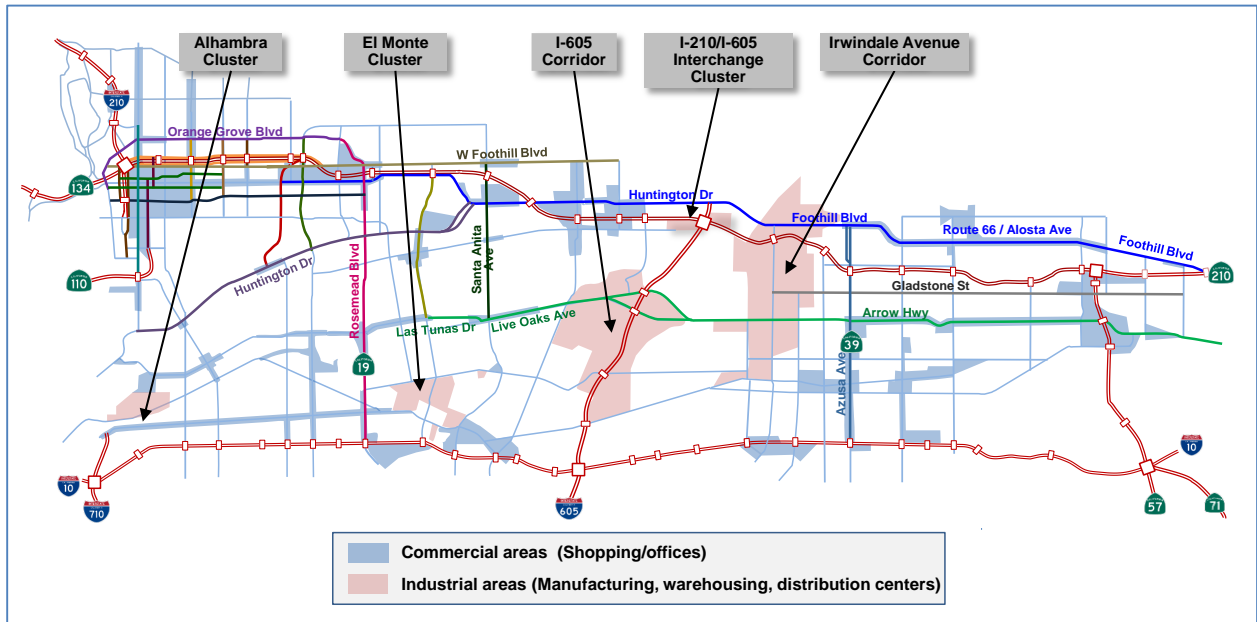 Alhambra
Cluster
El Monte
Cluster
I-605
Corridor
I-210/I-605
Interchange
Cluster
Irwindale Avenue
Corridor
210
Orange Grove Blvd
W Foothill Blvd
134
Huntington Dr
Foothill Blvd
Route 66 / Alosta Ave
Foothill Blvd
210
110
Huntington Dr
Rosemead Blvd
Santa Anita
Ave
Gladstone St
Las Tunas Dr
Live Oaks Ave
Arrow Hwy
19
39
Azusa Ave
10
710
605
10
57
71
Commercial areas (Shopping/offices)
Industrial areas (Manufacturing, warehousing, distribution centers)